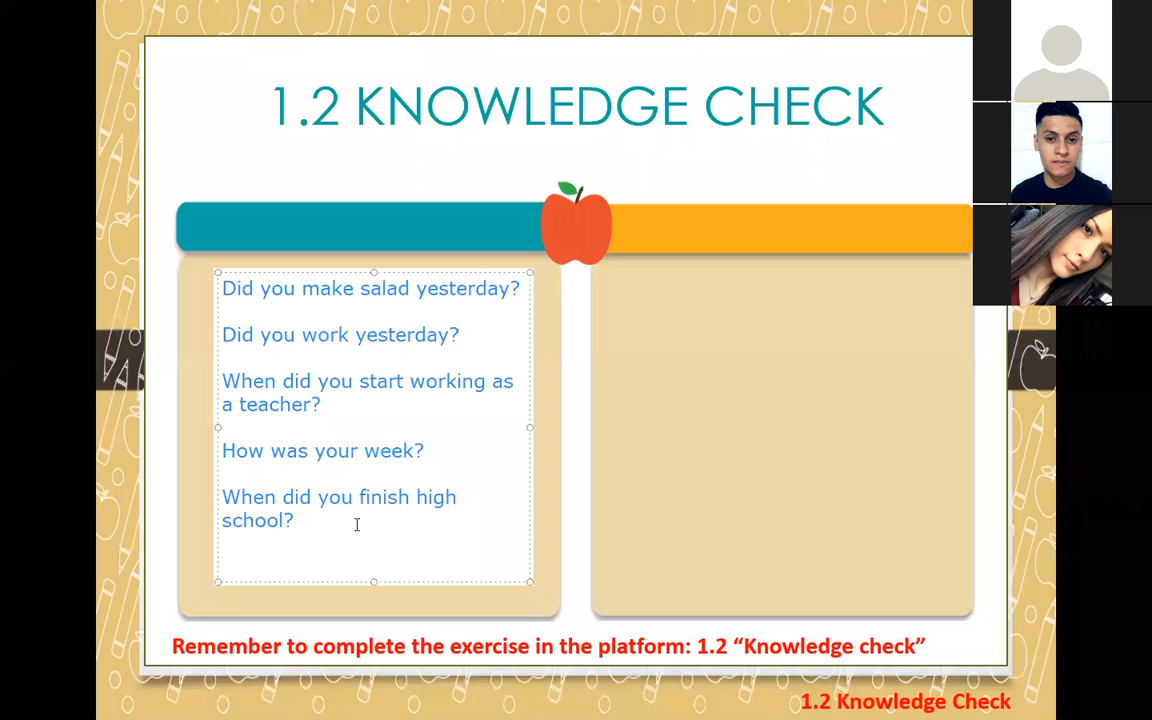 1.2 KNOWLEDGE CHECK
Did you make salad yesterday?
Did you work yesterday?
When did you start working as
a teacher?
How was your week?
When did you finish high
school?
Remember to complete the exercise in the platform: 1.2 “Knowledge check”
1.2 Knowledge Check